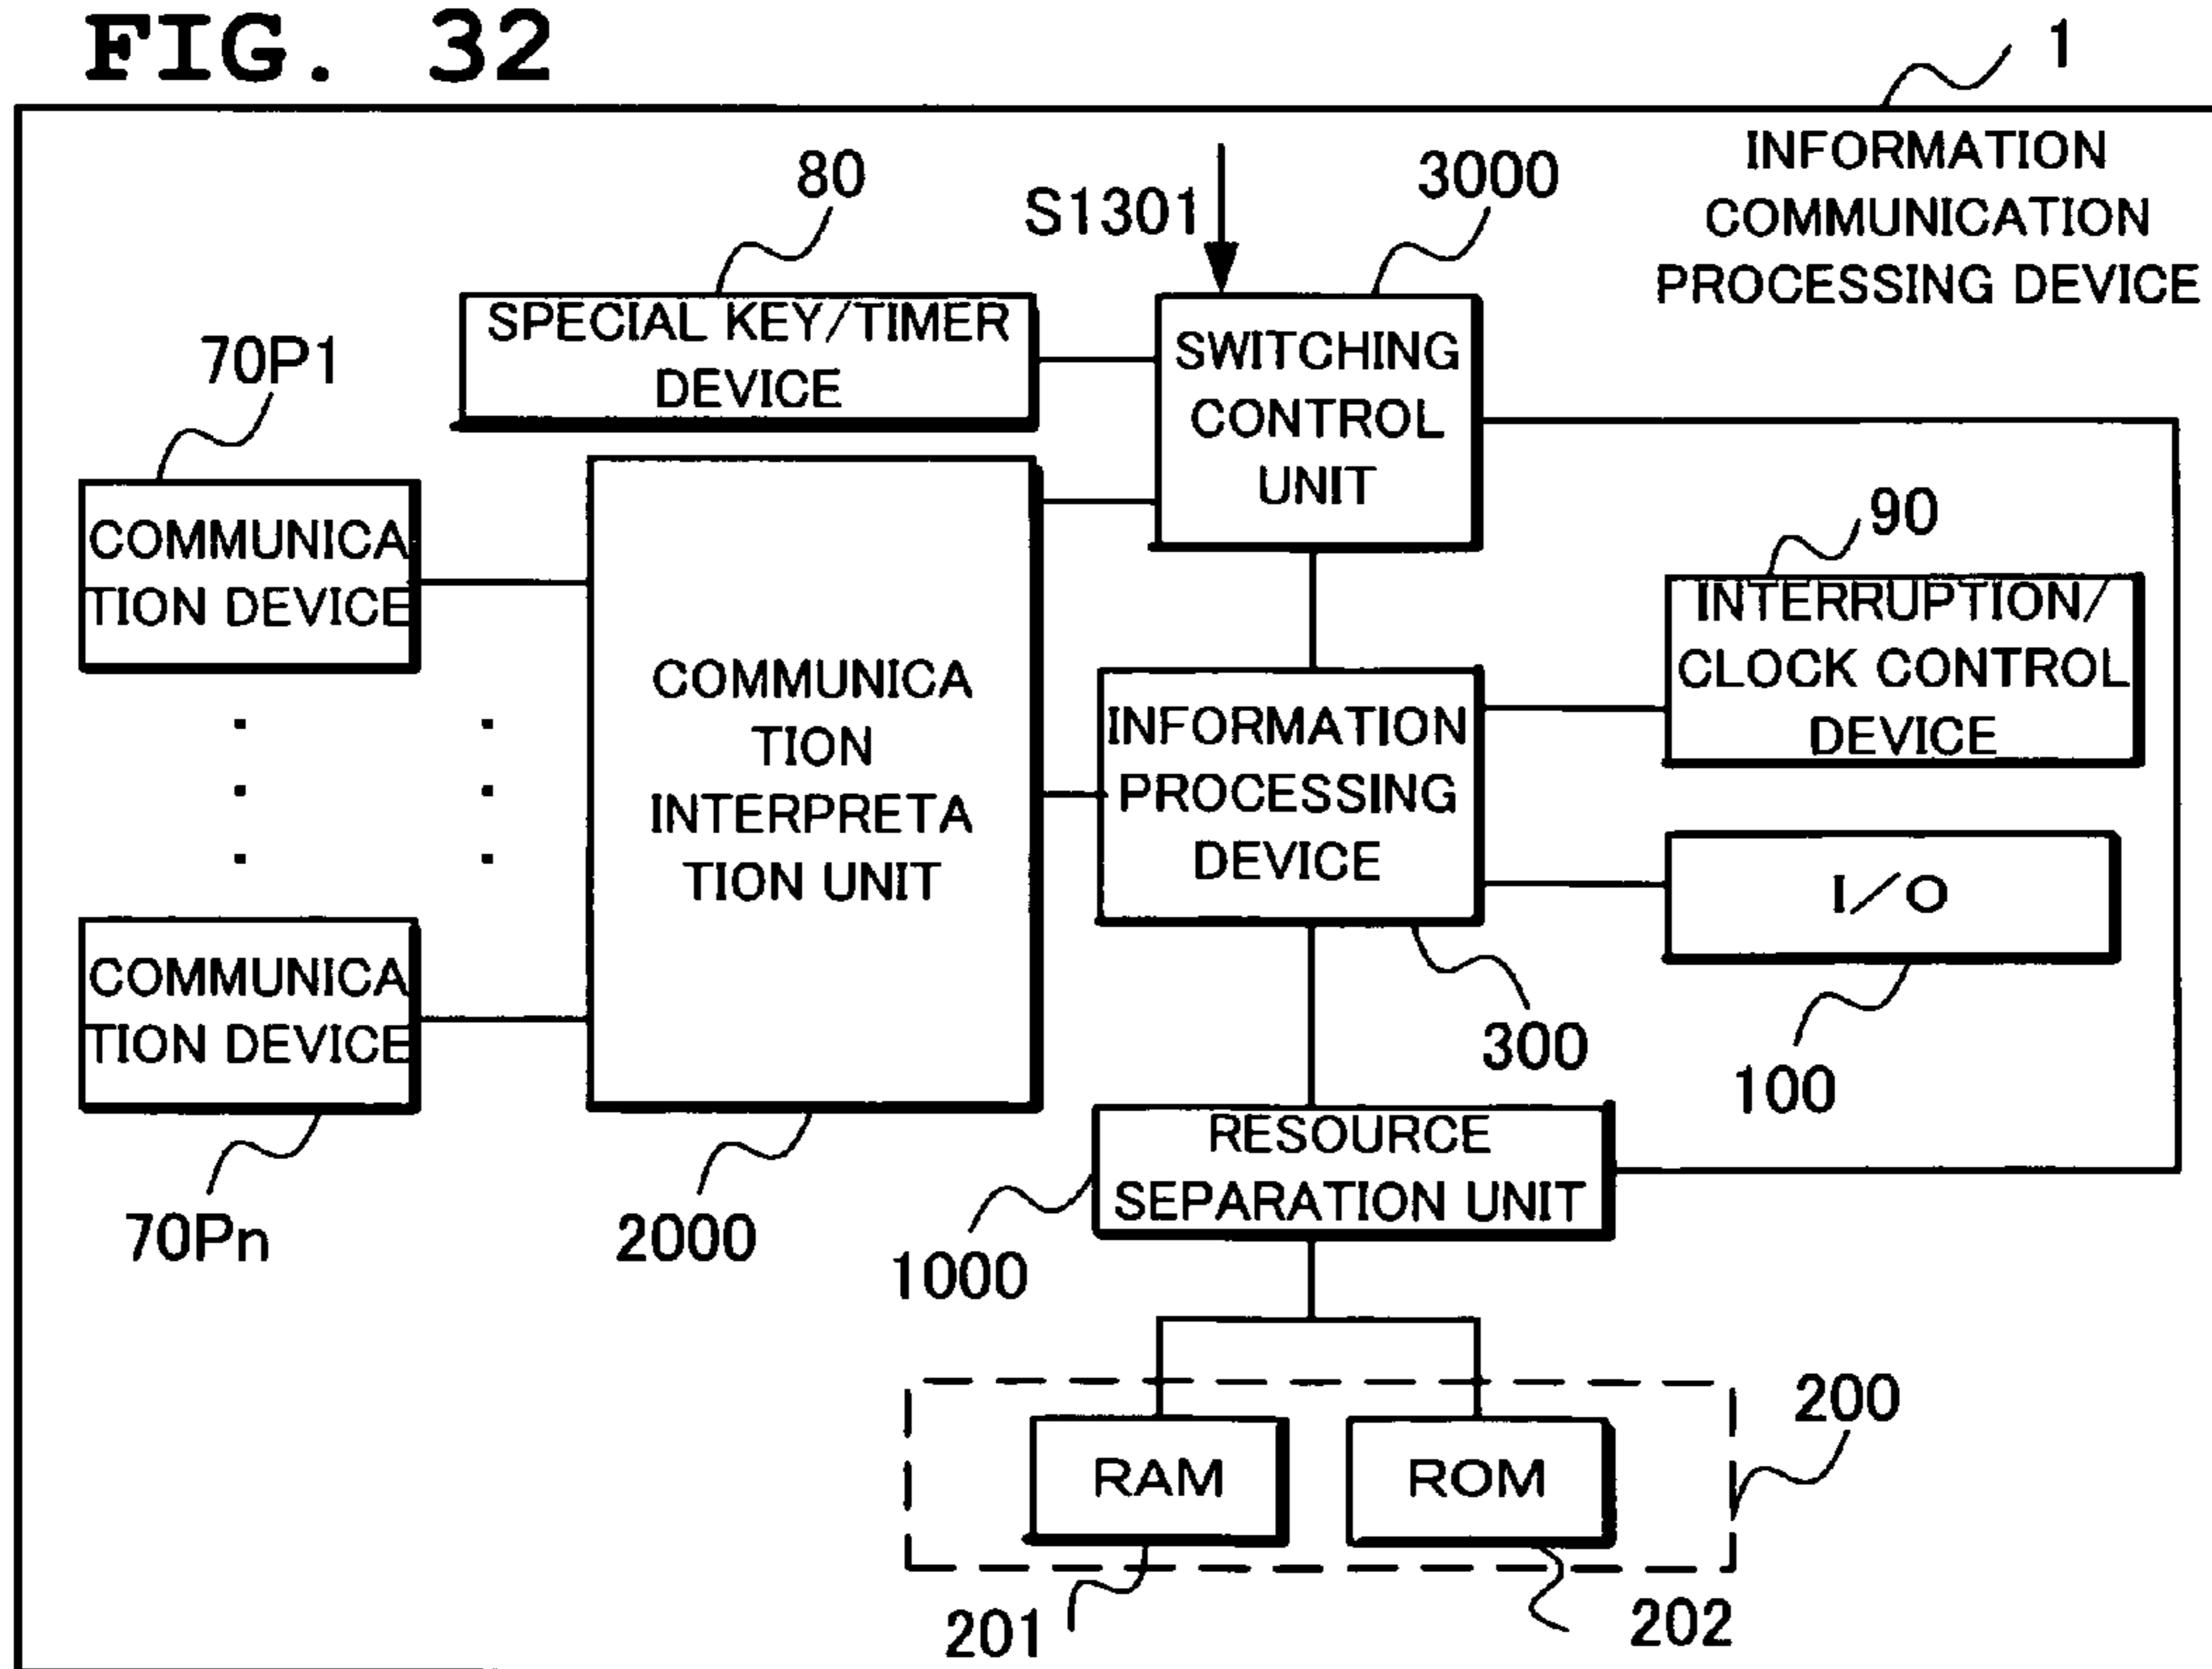 FIG. 32
1
INFORMATION
COMMUNICATION
PROCESSING DEVICE
80
S1301
3000
SPECIAL KEY/TIMER
DEVICE
SWITCHING
CONTROL
UNIT
70P1
COMMUNICA
TION DEVICE
90
INTERRUPTION/
CLOCK CONTROL
DEVICE
COMMUNICA
TION
INTERPRETA
TION UNIT
INFORMATION
PROCESSING
DEVICE
I/O
COMMUNICA
TION DEVICE
300
100
70Pn
2000
RESOURCE
SEPARATION UNIT
1000
200
RAM
ROM
201
202